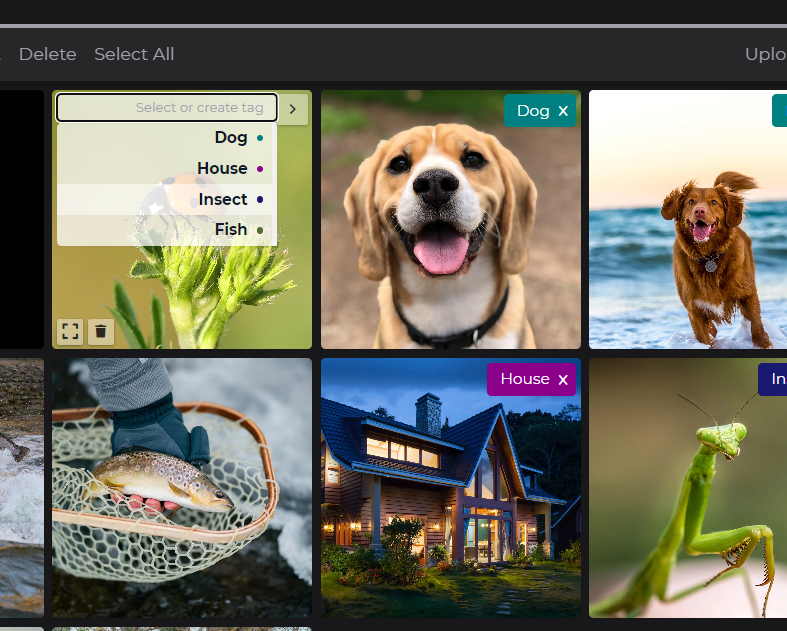 Delete Select All Uplo
Select or create tag
Dog
House
Insect
Fish
Dog x
House x
In